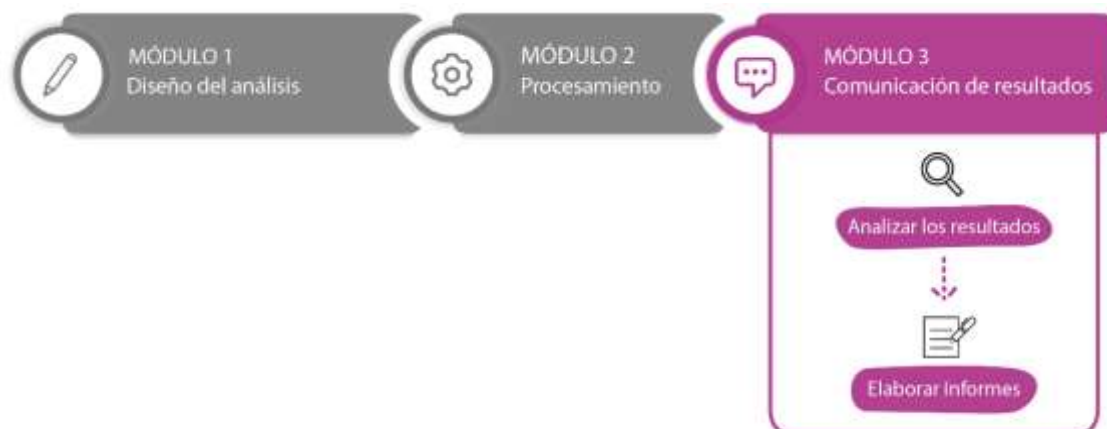 MÓDULO 1
Diseño del análisis
MÓDULO 2
Procesamiento
MÓDULO 3
Comunicación de resultados
Analizar los resultados
Elaborar informes